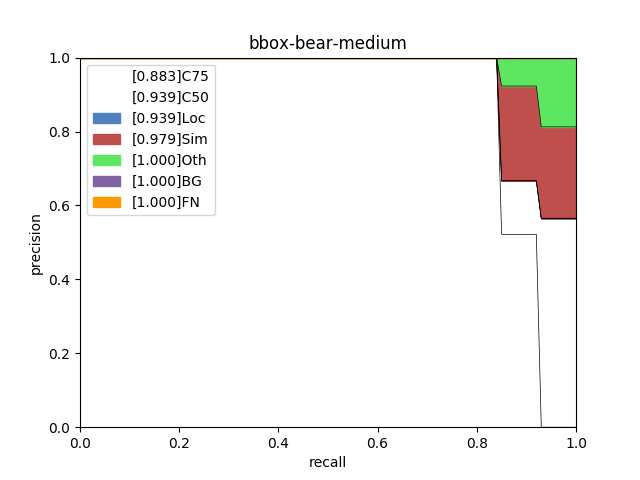 bbox-bear-medium
[0.883]C75
[0.939]C50
[0.939]Loc
[0.979]Sim
[1.000]Oth
[1.000]BG
[1.000]FN
precision
1.0
0.8
0.6
0.4
0.2
0.0
0.0 0.2 0.4 0.6 0.8 1.0
recall